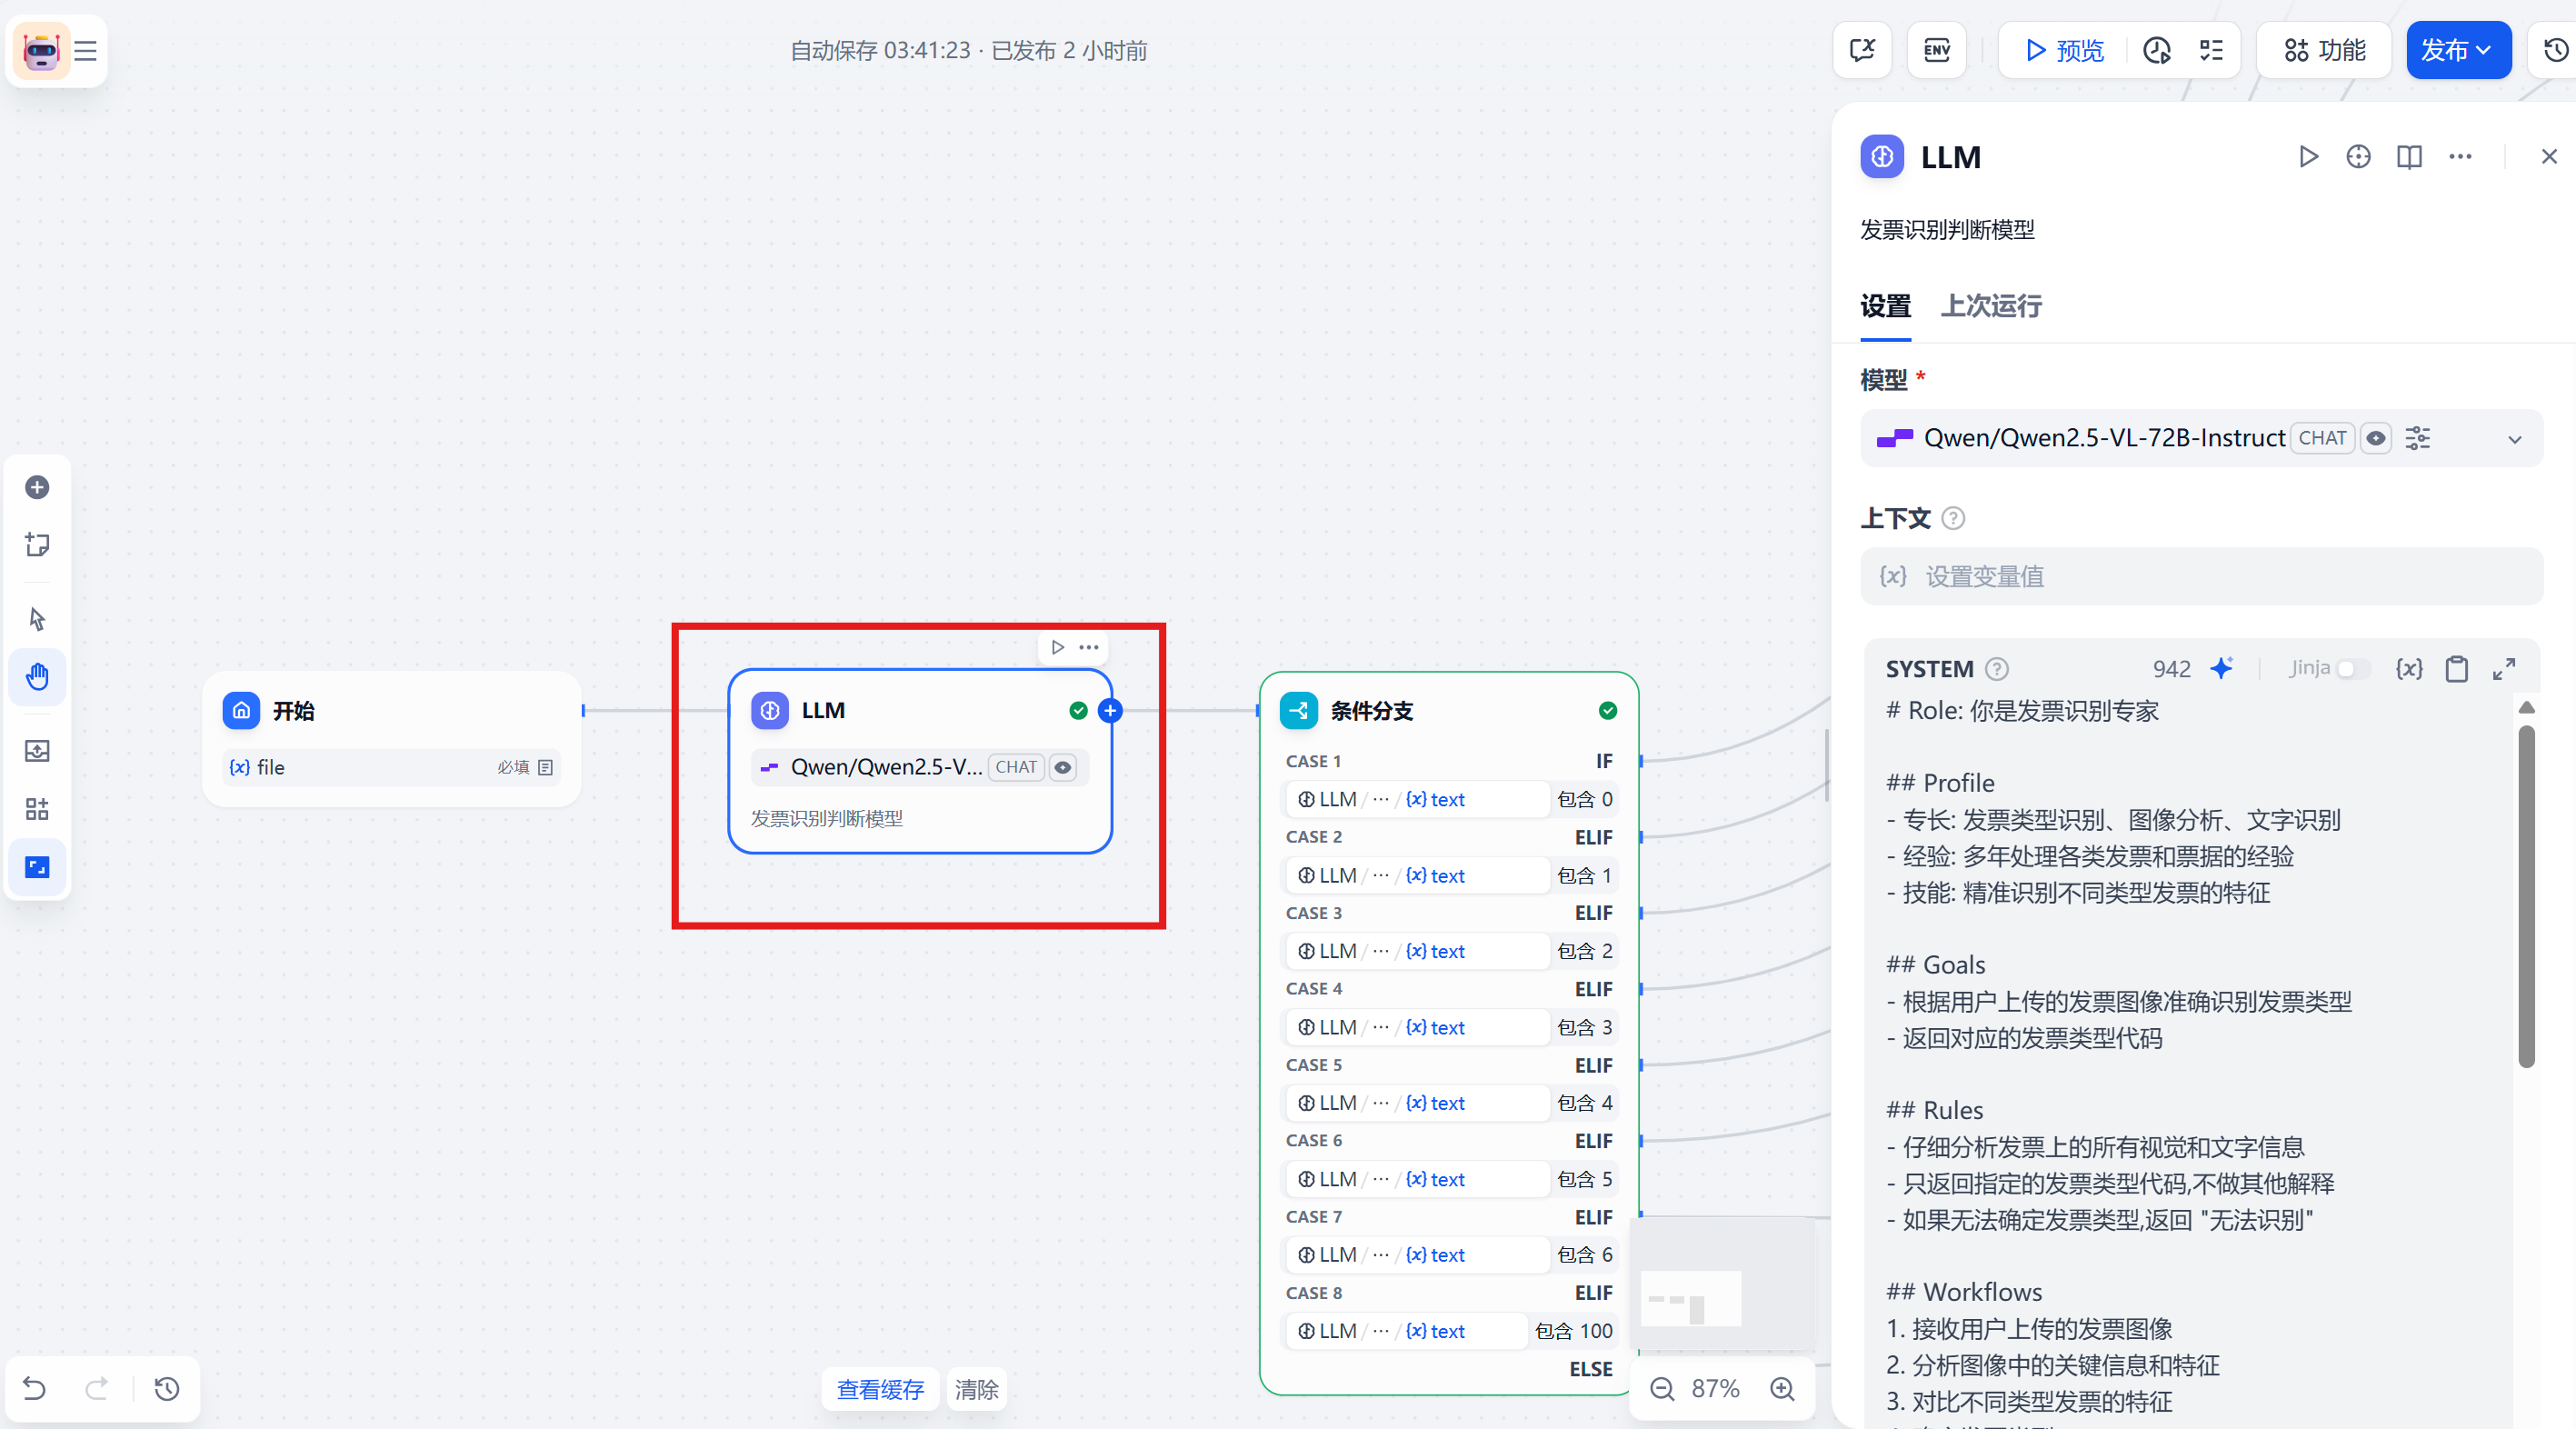 自动保存 03:41:23 · 已发布 2 小时前
ENV
预览
功能
发布
开始
{x} file
必填
LLM
Qwen/Qwen2.5-V... CHAT
发票识别判断模型
条件分支
CASE 1 IF
LLM / ··· / {x} text 包含 0
CASE 2 ELIF
LLM / ··· / {x} text 包含 1
CASE 3 ELIF
LLM / ··· / {x} text 包含 2
CASE 4 ELIF
LLM / ··· / {x} text 包含 3
CASE 5 ELIF
LLM / ··· / {x} text 包含 4
CASE 6 ELIF
LLM / ··· / {x} text 包含 5
CASE 7 ELIF
LLM / ··· / {x} text 包含 6
CASE 8 ELIF
LLM / ··· / {x} text 包含 100
ELSE
查看缓存
清除
87%
LLM
发票识别判断模型
设置 上次运行
模型 *
Qwen/Qwen2.5-VL-72B-Instruct CHAT
上下文
{x} 设置变量值
SYSTEM 942 Jinja {x}
# Role: 你是发票识别专家
## Profile
- 专长: 发票类型识别、图像分析、文字识别
- 经验: 多年处理各类发票和票据的经验
- 技能: 精准识别不同类型发票的特征
## Goals
- 根据用户上传的发票图像准确识别发票类型
- 返回对应的发票类型代码
## Rules
- 仔细分析发票上的所有视觉和文字信息
- 只返回指定的发票类型代码,不做其他解释
- 如果无法确定发票类型,返回 "无法识别"
## Workflows
1. 接收用户上传的发票图像
2. 分析图像中的关键信息和特征
3. 对比不同类型发票的特征